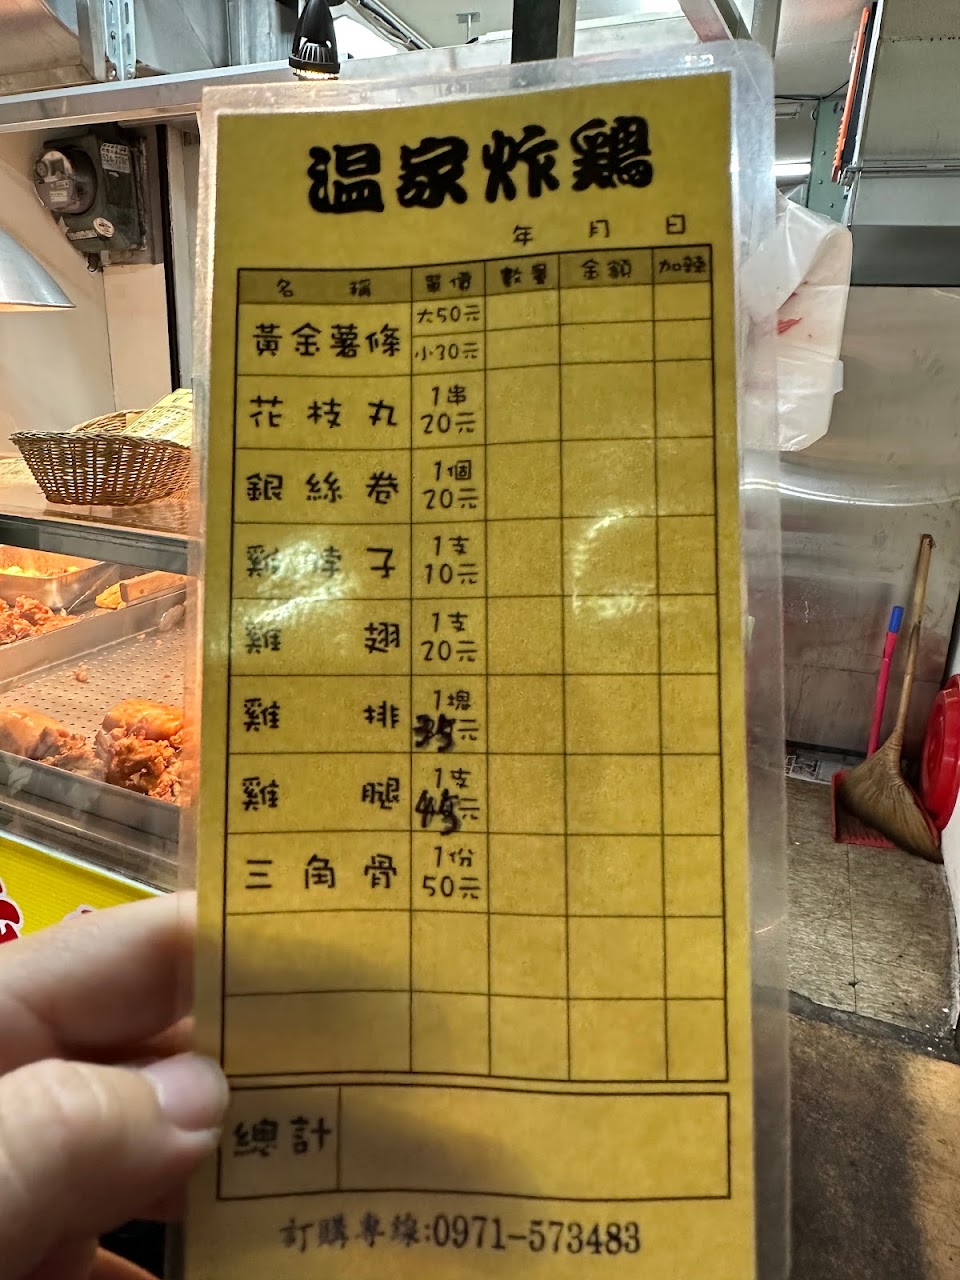 温家炸鶏
年 月 日
名 稱 單價 數量 金額 加辣
黃金薯條 大50元
小30元
花枝丸 1串 20元
銀絲卷 1個 20元
雞脖子 1支 10元
雞翅 1支 20元
雞排 1塊 35元
雞腿 1支 45元
三角骨 1份 50元
總計
訂購專線:0971-573483